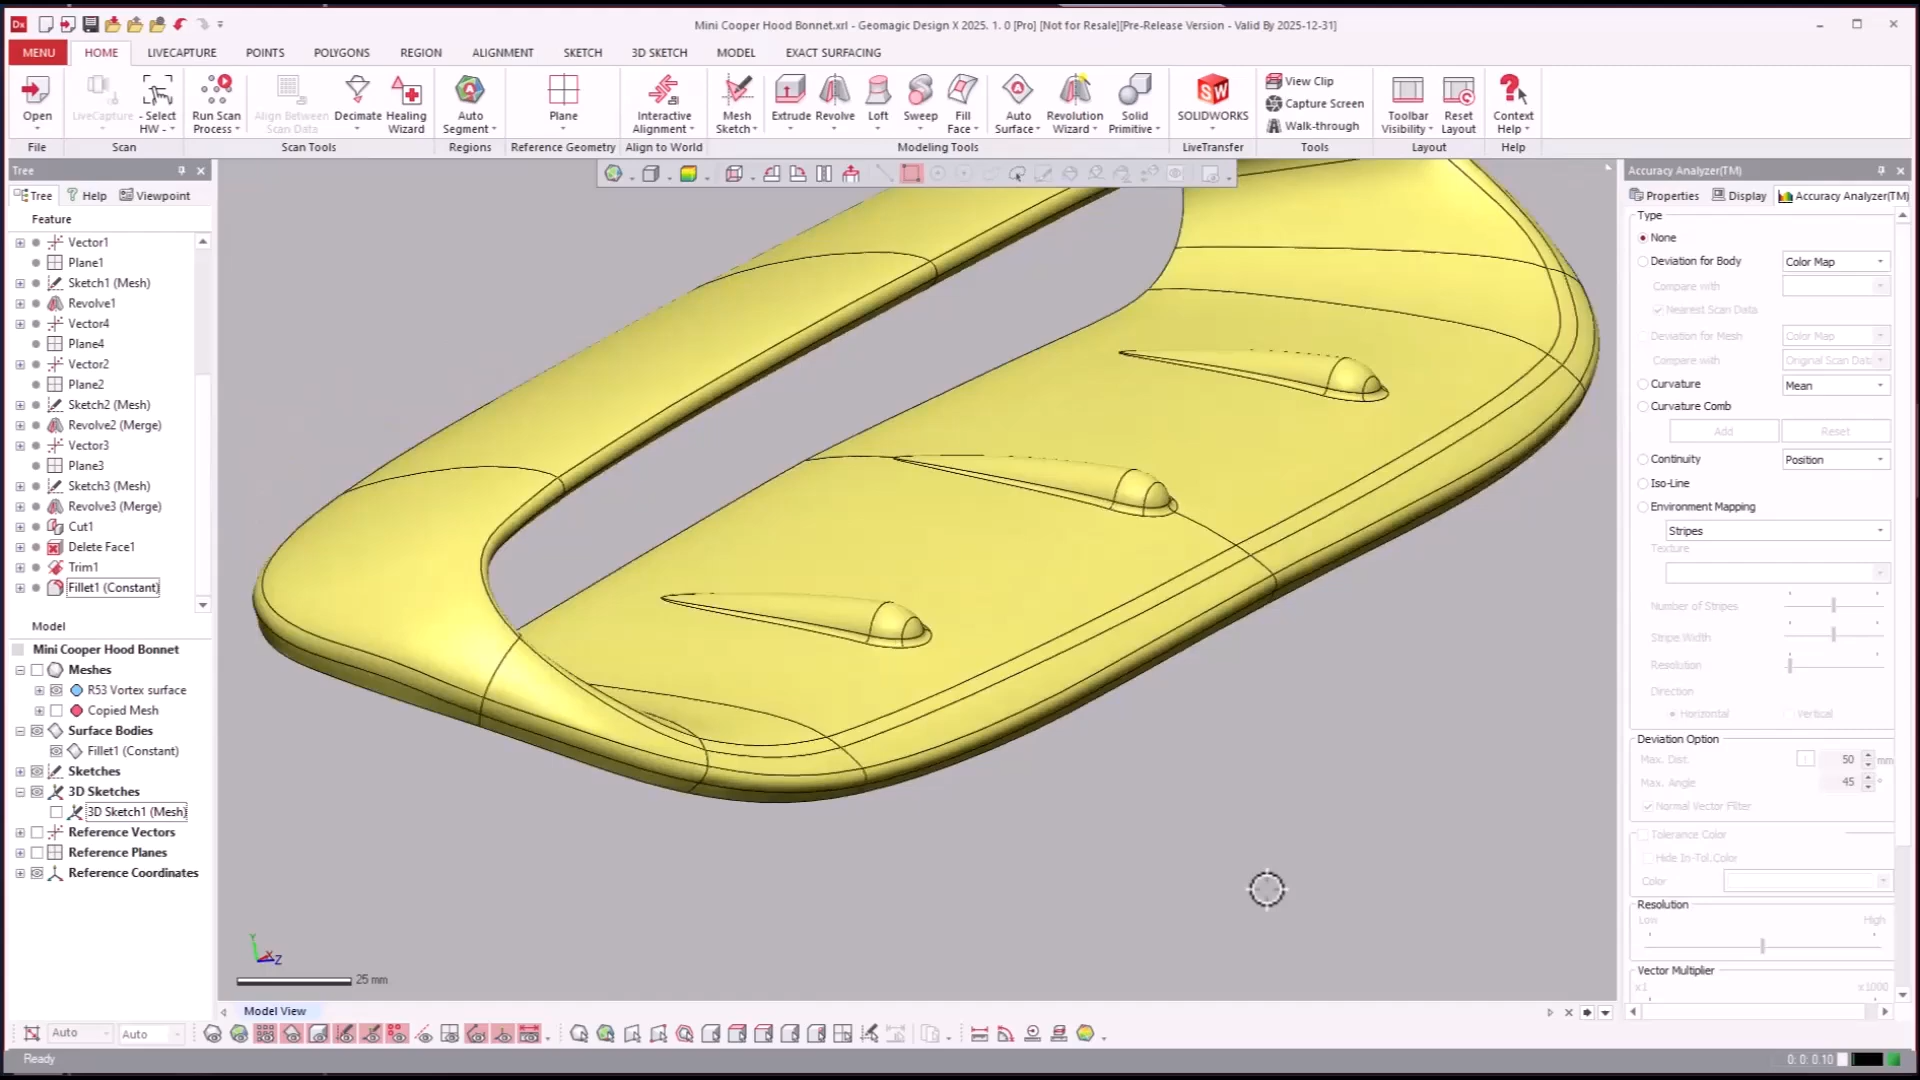 Mini Cooper Hood Bonnet.xrl - Geomagic Design X 2025. 1. 0 [Pro] [Not for Resale][Pre-Release Version - Valid By 2025-12-31]
MENU HOME LIVECAPTURE POINTS POLYGONS REGION ALIGNMENT SKETCH 3D SKETCH MODEL EXACT SURFACING
Open
LiveCapture
- Select HW -
Run Scan Process
Align Between Scan Data
Decimate
Healing Wizard
Auto Segment
Plane
Interactive Alignment
Mesh Sketch
Extrude
Revolve
Loft
Sweep
Fill Face
Auto Surface
Revolution Wizard
Solid Primitive
SOLIDWORKS
View Clip
Capture Screen
Walk-through
Toolbar Visibility
Reset Layout
Context Help
File Scan Scan Tools Regions Reference Geometry Align to World Modeling Tools LiveTransfer Tools Layout Help
Tree
Tree Help Viewpoint
Feature
Vector1
Plane1
Sketch1 (Mesh)
Revolve1
Vector4
Plane4
Vector2
Plane2
Sketch2 (Mesh)
Revolve2 (Merge)
Vector3
Plane3
Sketch3 (Mesh)
Revolve3 (Merge)
Cut1
Delete Face1
Trim1
Fillet1 (Constant)
Model
Mini Cooper Hood Bonnet
Meshes
R53 Vortex surface
Copied Mesh
Surface Bodies
Fillet1 (Constant)
Sketches
3D Sketches
3D Sketch1 (Mesh)
Reference Vectors
Reference Planes
Reference Coordinates
Y
X
Z
25 mm
Model View
Auto Auto
Ready
0: 0: 0.10
Accuracy Analyzer(TM)
Properties Display Accuracy Analyzer(TM)
Type
None
Deviation for Body Color Map
Compare with
Nearest Scan Data
Deviation for Mesh Color Map
Compare with Original Scan Data
Curvature Mean
Curvature Comb
Add Reset
Continuity Position
Iso-Line
Environment Mapping
Stripes
Texture
Number of Stripes
Stripe Width
Resolution
Direction
Horizontal Vertical
Deviation Option
Max. Dist. 50 mm
Max. Angle 45 °
Normal Vector Filter
Tolerance Color
Hide In-Tol.Color
Color
Resolution
Low High
Vector Multiplier
x1 x1000